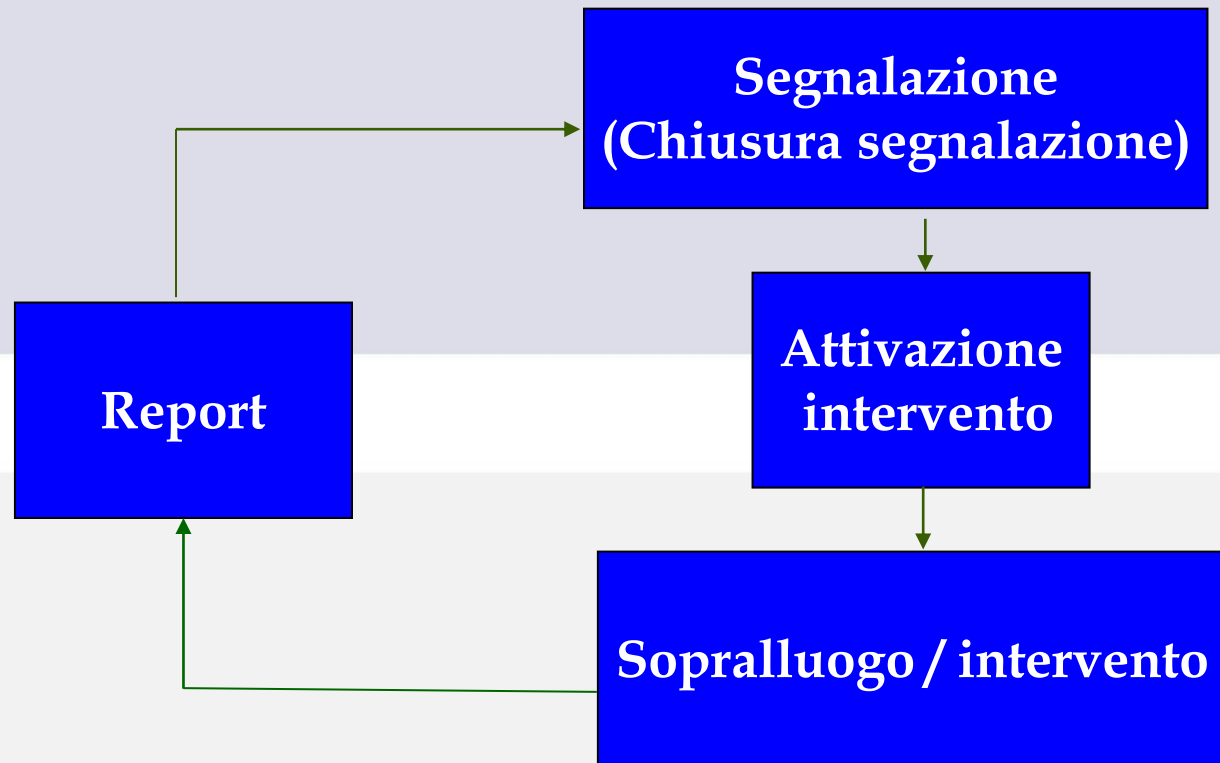 Segnalazione
(Chiusura segnalazione)
Attivazione
intervento
Report
Sopralluogo / intervento